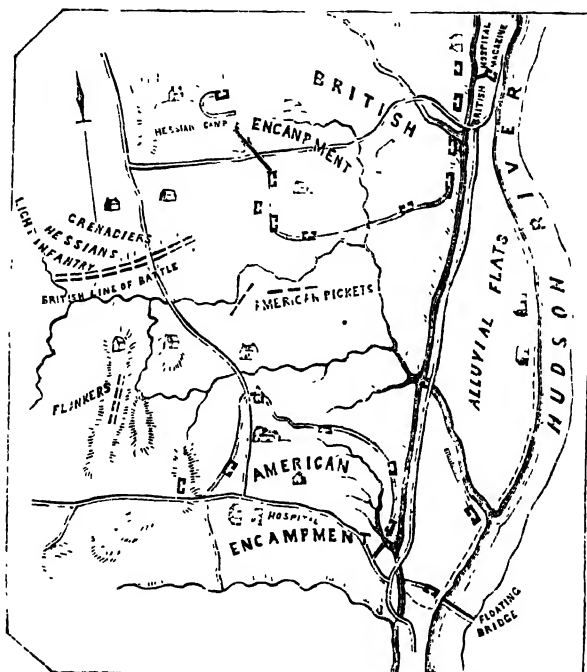 HOSPITAL
MAGAZINE
BRITISH
BRITISH
ENCANPMENT
HESSIAN CAMP
RIVER
HUDSON
GRENADIERS
HESSIANS
LIGHT INFANTRY
BRITISH LINE OF BATTLE
AMERICAN PICKETS
ALLUVIAL FLATS
FLANKERS
AMERICAN
HOSPITAL
ENCAMPMENT
FLOATING
BRIDGE